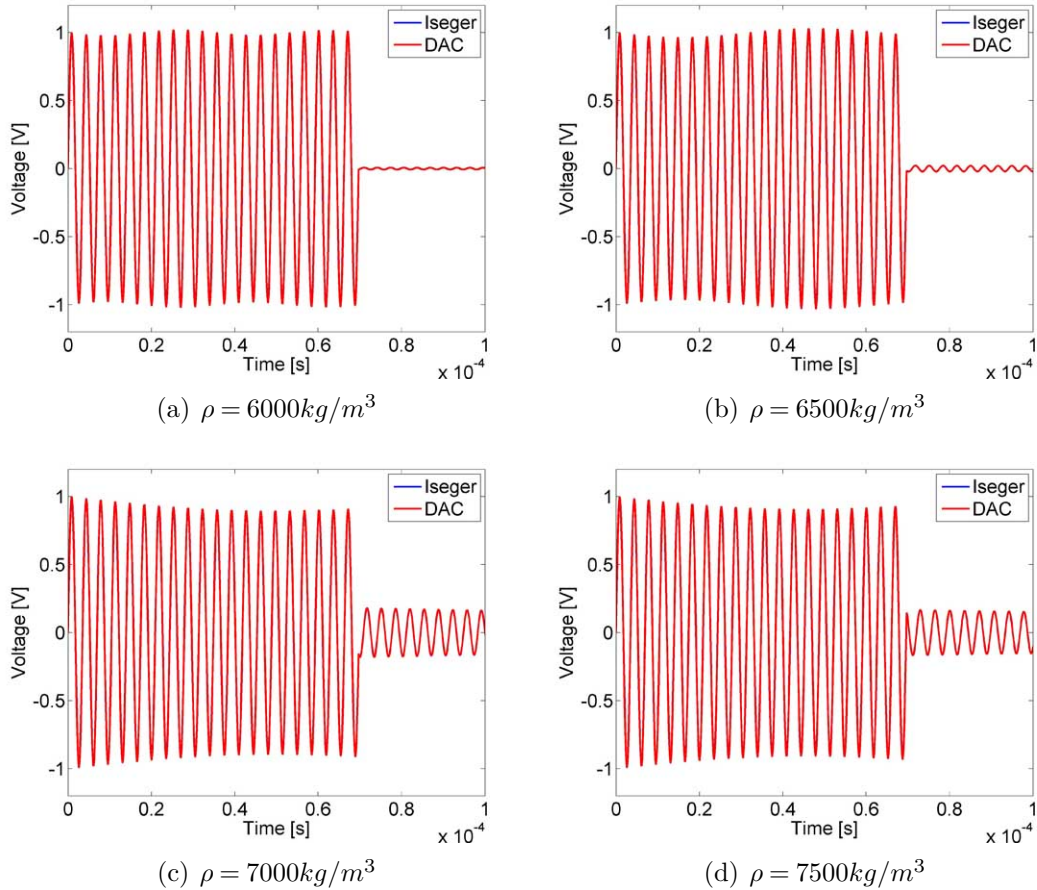 Iseger
DAC
1
0.5
0
-0.5
-1
Voltage [V]
0 0.2 0.4 0.6 0.8 1
Time [s]
x 10⁻⁴
(a) ρ = 6000kg/m³
Iseger
DAC
1
0.5
0
-0.5
-1
Voltage [V]
0 0.2 0.4 0.6 0.8 1
Time [s]
x 10⁻⁴
(b) ρ = 6500kg/m³
Iseger
DAC
1
0.5
0
-0.5
-1
Voltage [V]
0 0.2 0.4 0.6 0.8 1
Time [s]
x 10⁻⁴
(c) ρ = 7000kg/m³
Iseger
DAC
1
0.5
0
-0.5
-1
Voltage [V]
0 0.2 0.4 0.6 0.8 1
Time [s]
x 10⁻⁴
(d) ρ = 7500kg/m³